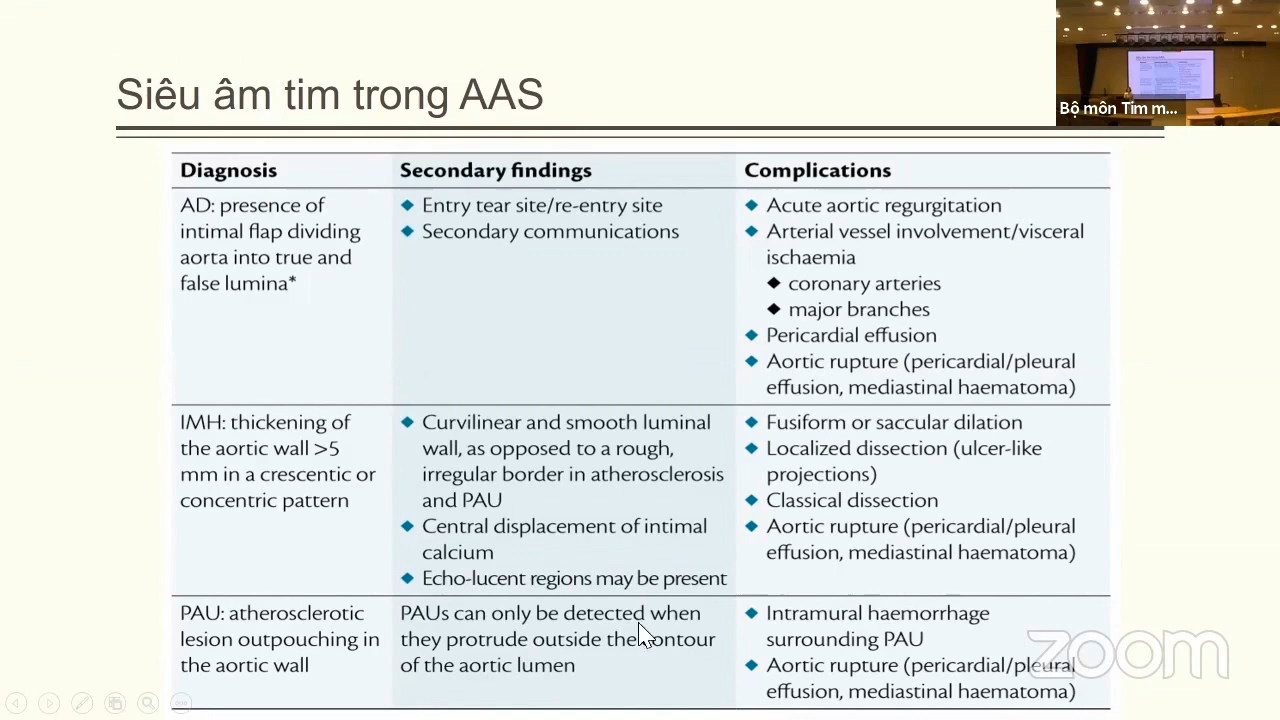 Siêu âm tim trong AAS
Bộ môn Tim m...
Diagnosis
Secondary findings
Complications
AD: presence of
intimal flap dividing
aorta into true and
false lumina*
Entry tear site/re-entry site
Secondary communications
Acute aortic regurgitation
Arterial vessel involvement/visceral
ischaemia
coronary arteries
major branches
Pericardial effusion
Aortic rupture (pericardial/pleural
effusion, mediastinal haematoma)
IMH: thickening of
the aortic wall >5
mm in a crescentic or
concentric pattern
Curvilinear and smooth luminal
wall, as opposed to a rough,
irregular border in atherosclerosis
and PAU
Central displacement of intimal
calcium
Echo-lucent regions may be present
Fusiform or saccular dilation
Localized dissection (ulcer-like
projections)
Classical dissection
Aortic rupture (pericardial/pleural
effusion, mediastinal haematoma)
PAU: atherosclerotic
lesion outpouching in
the aortic wall
PAUs can only be detected when
they protrude outside the contour
of the aortic lumen
Intramural haemorrhage
surrounding PAU
Aortic rupture (pericardial/pleural
effusion, mediastinal haematoma)
zoom